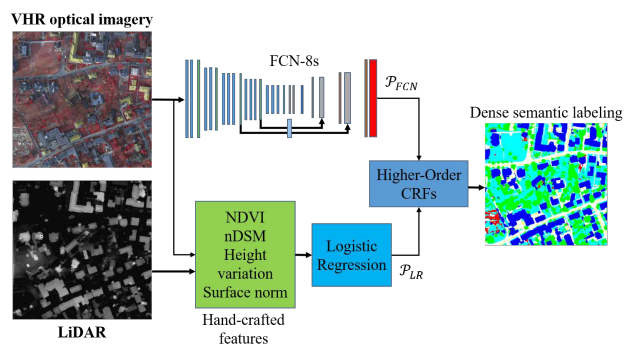 VHR optical imagery
FCN-8s
𝒫FCN
Dense semantic labeling
Higher-Order
CRFs
NDVI
nDSM
Height
variation
Surface norm
Logistic
Regression
𝒫LR
LiDAR
Hand-crafted
features